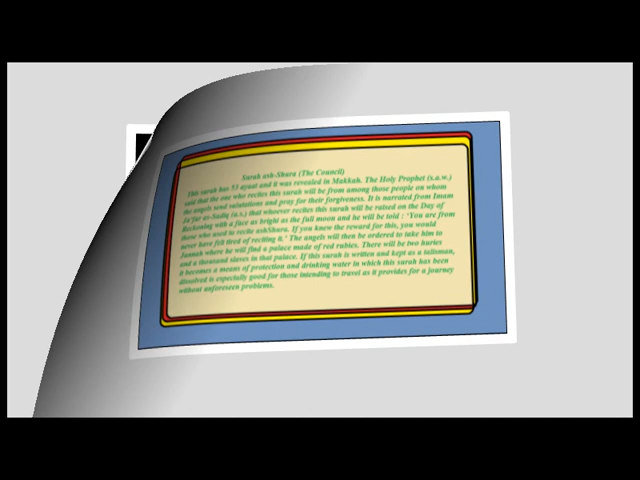 Surah ash-Shura (The Council)
This surah has 53 ayaat and it was revealed in Makkah. The Holy Prophet (s.a.w.)
said that the one who recites this surah will be from among those people on whom
the angels send salutations and pray for their forgiveness. It is narrated from Imam
Ja'far as-Sadiq (a.s.) that whoever recites this surah will be raised on the Day of
Reckoning with a face as bright as the full moon and he will be told : 'You are from
those who used to recite ashShura. If you knew the reward for this, you would
never have felt tired of reciting it.' The angels will then be ordered to take him to
Jannah where he will find a palace made of red rubies. There will be two huries
and a thousand slaves in that palace. If this surah is written and kept as a talisman,
it becomes a means of protection and drinking water in which this surah has been
dissolved is especially good for those intending to travel as it provides for a journey
without unforeseen problems.